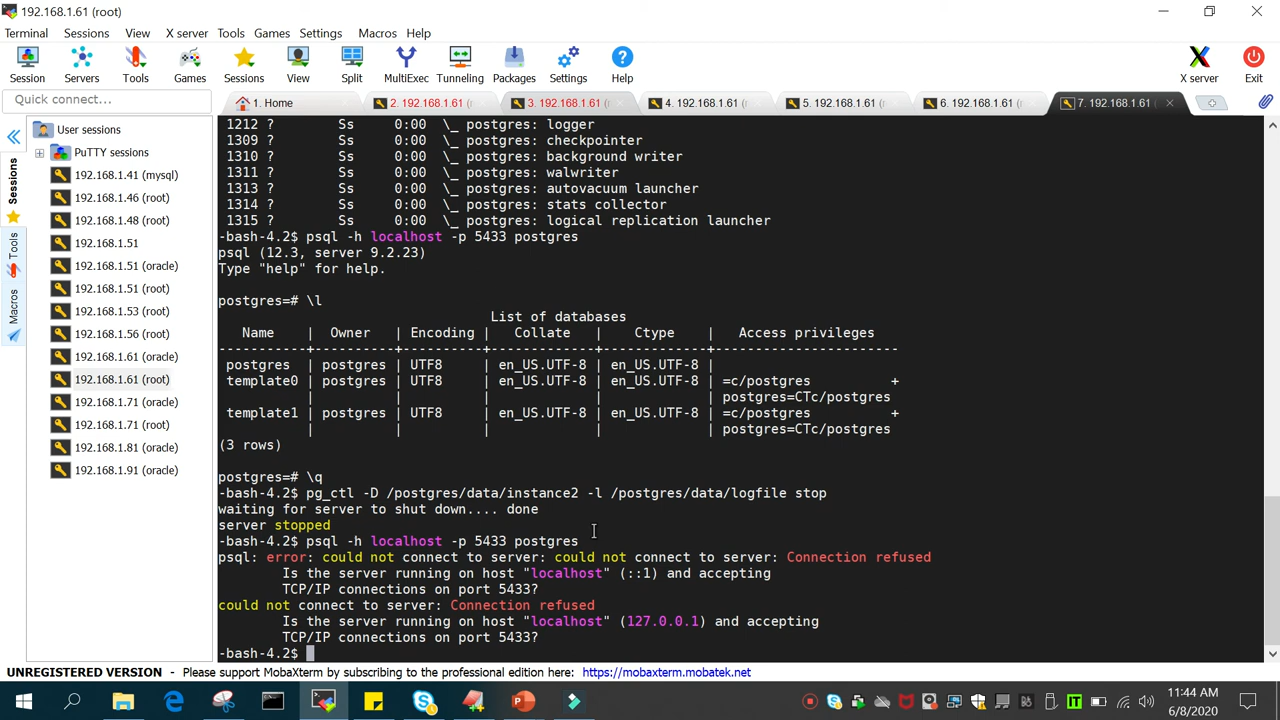 192.168.1.61 (root)
Terminal Sessions View X server Tools Games Settings Macros Help
Session Servers Tools Games Sessions View Split MultiExec Tunneling Packages Settings Help X server Exit
Quick connect...
1. Home 2. 192.168.1.61 ( 3. 192.168.1.61 (root) 4. 192.168.1.61 ( 5. 192.168.1.61 ( 6. 192.168.1.61 ( 7. 192.168.1.61 (
Sessions
Tools
Macros
User sessions
PuTTY sessions
192.168.1.41 (mysql)
192.168.1.46 (root)
192.168.1.48 (root)
192.168.1.51
192.168.1.51 (oracle)
192.168.1.51 (root)
192.168.1.53 (root)
192.168.1.56 (root)
192.168.1.61 (oracle)
192.168.1.61 (root)
192.168.1.71 (oracle)
192.168.1.71 (root)
192.168.1.81 (oracle)
192.168.1.91 (oracle)
1212 ? Ss 0:00 \_ postgres: logger
1309 ? Ss 0:00 \_ postgres: checkpointer
1310 ? Ss 0:00 \_ postgres: background writer
1311 ? Ss 0:00 \_ postgres: walwriter
1313 ? Ss 0:00 \_ postgres: autovacuum launcher
1314 ? Ss 0:00 \_ postgres: stats collector
1315 ? Ss 0:00 \_ postgres: logical replication launcher
-bash-4.2$ psql -h localhost -p 5433 postgres
psql (12.3, server 9.2.23)
Type "help" for help.
postgres=# \l
List of databases
Name | Owner | Encoding | Collate | Ctype | Access privileges
-----------+----------+----------+-------------+-------------+-----------------------
postgres | postgres | UTF8 | en_US.UTF-8 | en_US.UTF-8 |
template0 | postgres | UTF8 | en_US.UTF-8 | en_US.UTF-8 | =c/postgres +
| | | | | postgres=CTc/postgres
template1 | postgres | UTF8 | en_US.UTF-8 | en_US.UTF-8 | =c/postgres +
| | | | | postgres=CTc/postgres
(3 rows)
postgres=# \q
-bash-4.2$ pg_ctl -D /postgres/data/instance2 -l /postgres/data/logfile stop
waiting for server to shut down.... done
server stopped
-bash-4.2$ psql -h localhost -p 5433 postgres
psql: error: could not connect to server: could not connect to server: Connection refused
Is the server running on host "localhost" (::1) and accepting
TCP/IP connections on port 5433?
could not connect to server: Connection refused
Is the server running on host "localhost" (127.0.0.1) and accepting
TCP/IP connections on port 5433?
-bash-4.2$
UNREGISTERED VERSION - Please support MobaXterm by subscribing to the professional edition here: https://mobaxterm.mobatek.net
11:44 AM
6/8/2020